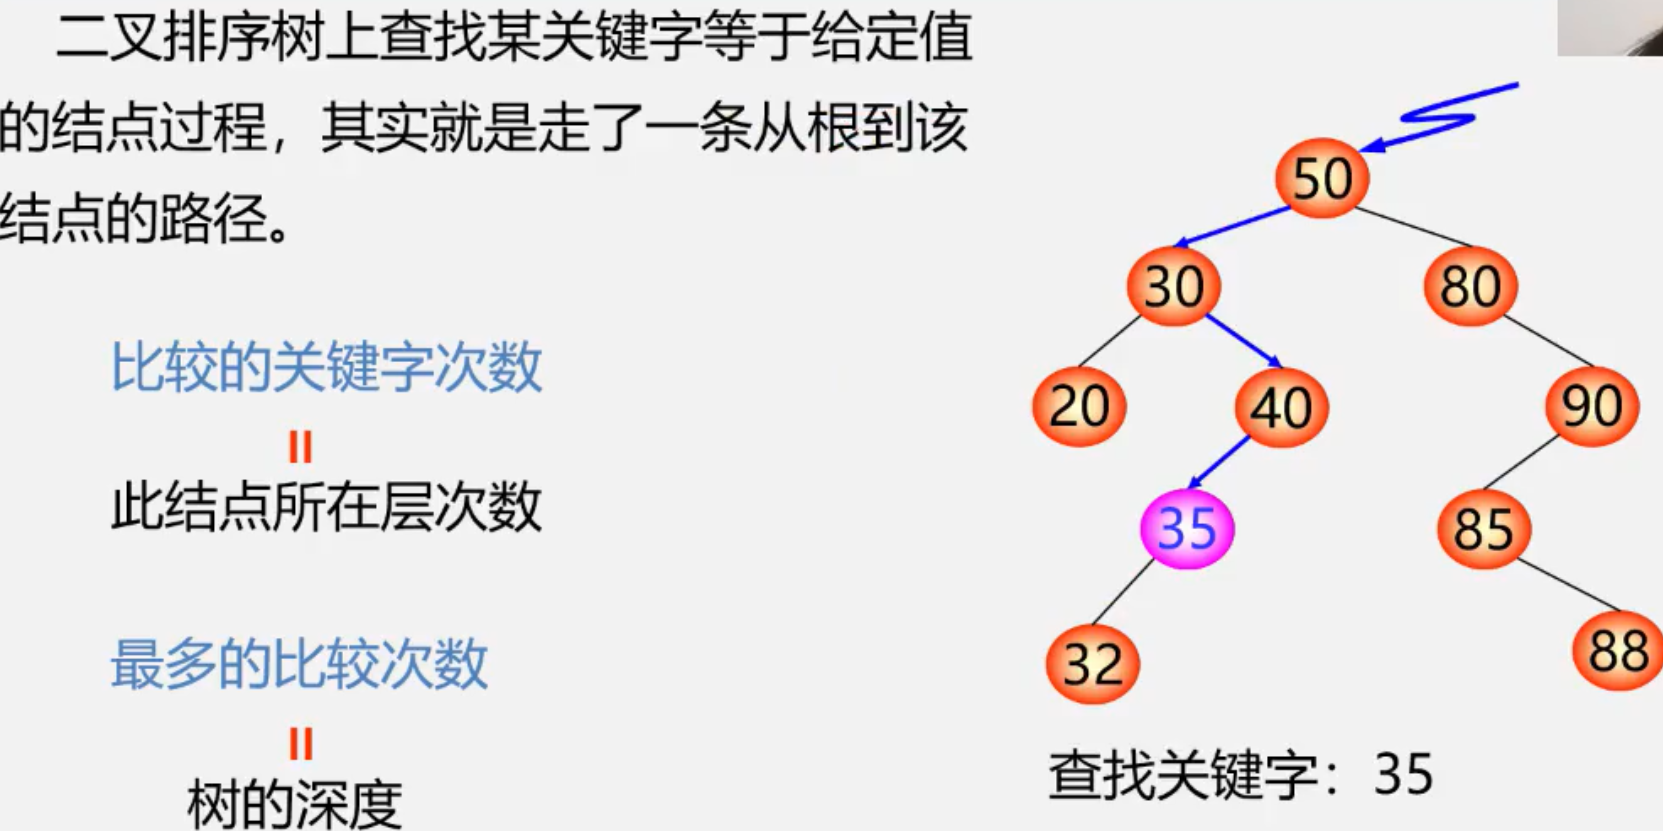 二叉排序树上查找某关键字等于给定值
的结点过程，其实就是走了一条从根到该
结点的路径。
比较的关键字次数
=
此结点所在层次数
最多的比较次数
=
树的深度
50
30
80
20
40
90
35
85
32
88
查找关键字：35